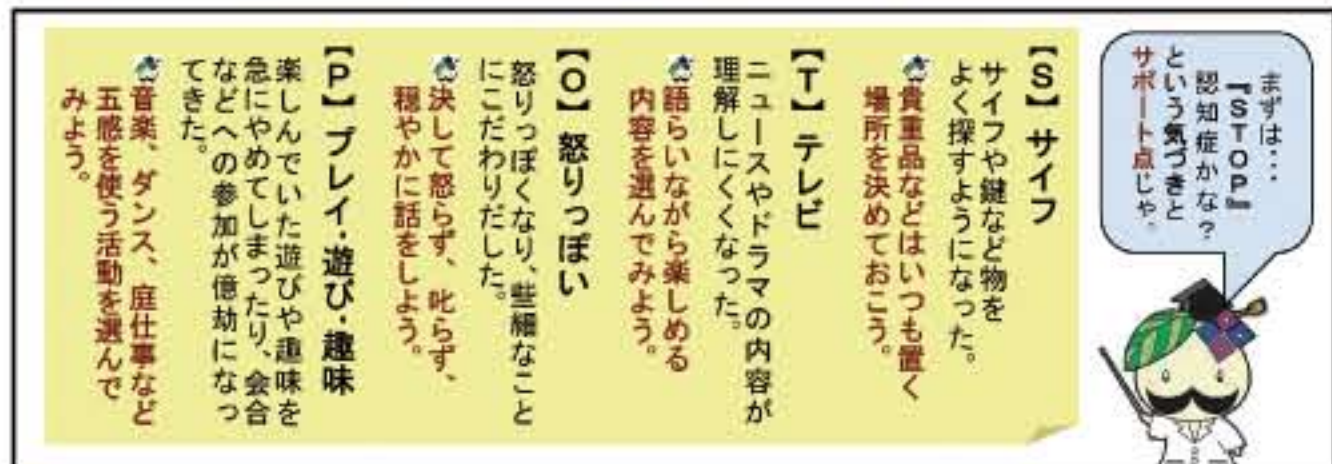 まずは・・・
『STOP』
認知症かな？
という気づきと
サポート点じゃ。
【S】サイフ
サイフや鍵など物を
よく探すようになった。
貴重品などはいつも置く
場所を決めておこう。
【T】テレビ
ニュースやドラマの内容が
理解しにくくなった。
語らいながら楽しめる
内容を選んでみよう。
【O】怒りっぽい
怒りっぽくなり、些細なこと
にこだわりだした。
決して怒らず、叱らず、
穏やかに話をしよう。
【P】プレイ・遊び・趣味
楽しんでいた遊びや趣味を
急にやめてしまったり、会合
などへの参加が億劫になっ
てきた。
音楽、ダンス、庭仕事など
五感を使う活動を選んで
みよう。